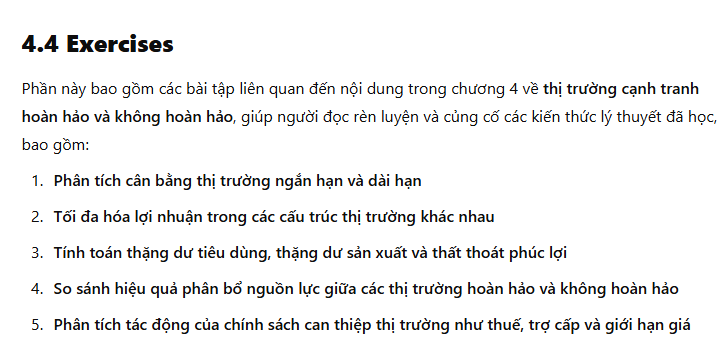 4.4 Exercises
Phần này bao gồm các bài tập liên quan đến nội dung trong chương 4 về thị trường cạnh tranh
hoàn hảo và không hoàn hảo, giúp người đọc rèn luyện và củng cố các kiến thức lý thuyết đã học,
bao gồm:
1. Phân tích cân bằng thị trường ngắn hạn và dài hạn
2. Tối đa hóa lợi nhuận trong các cấu trúc thị trường khác nhau
3. Tính toán thặng dư tiêu dùng, thặng dư sản xuất và thất thoát phúc lợi
4. So sánh hiệu quả phân bổ nguồn lực giữa các thị trường hoàn hảo và không hoàn hảo
5. Phân tích tác động của chính sách can thiệp thị trường như thuế, trợ cấp và giới hạn giá